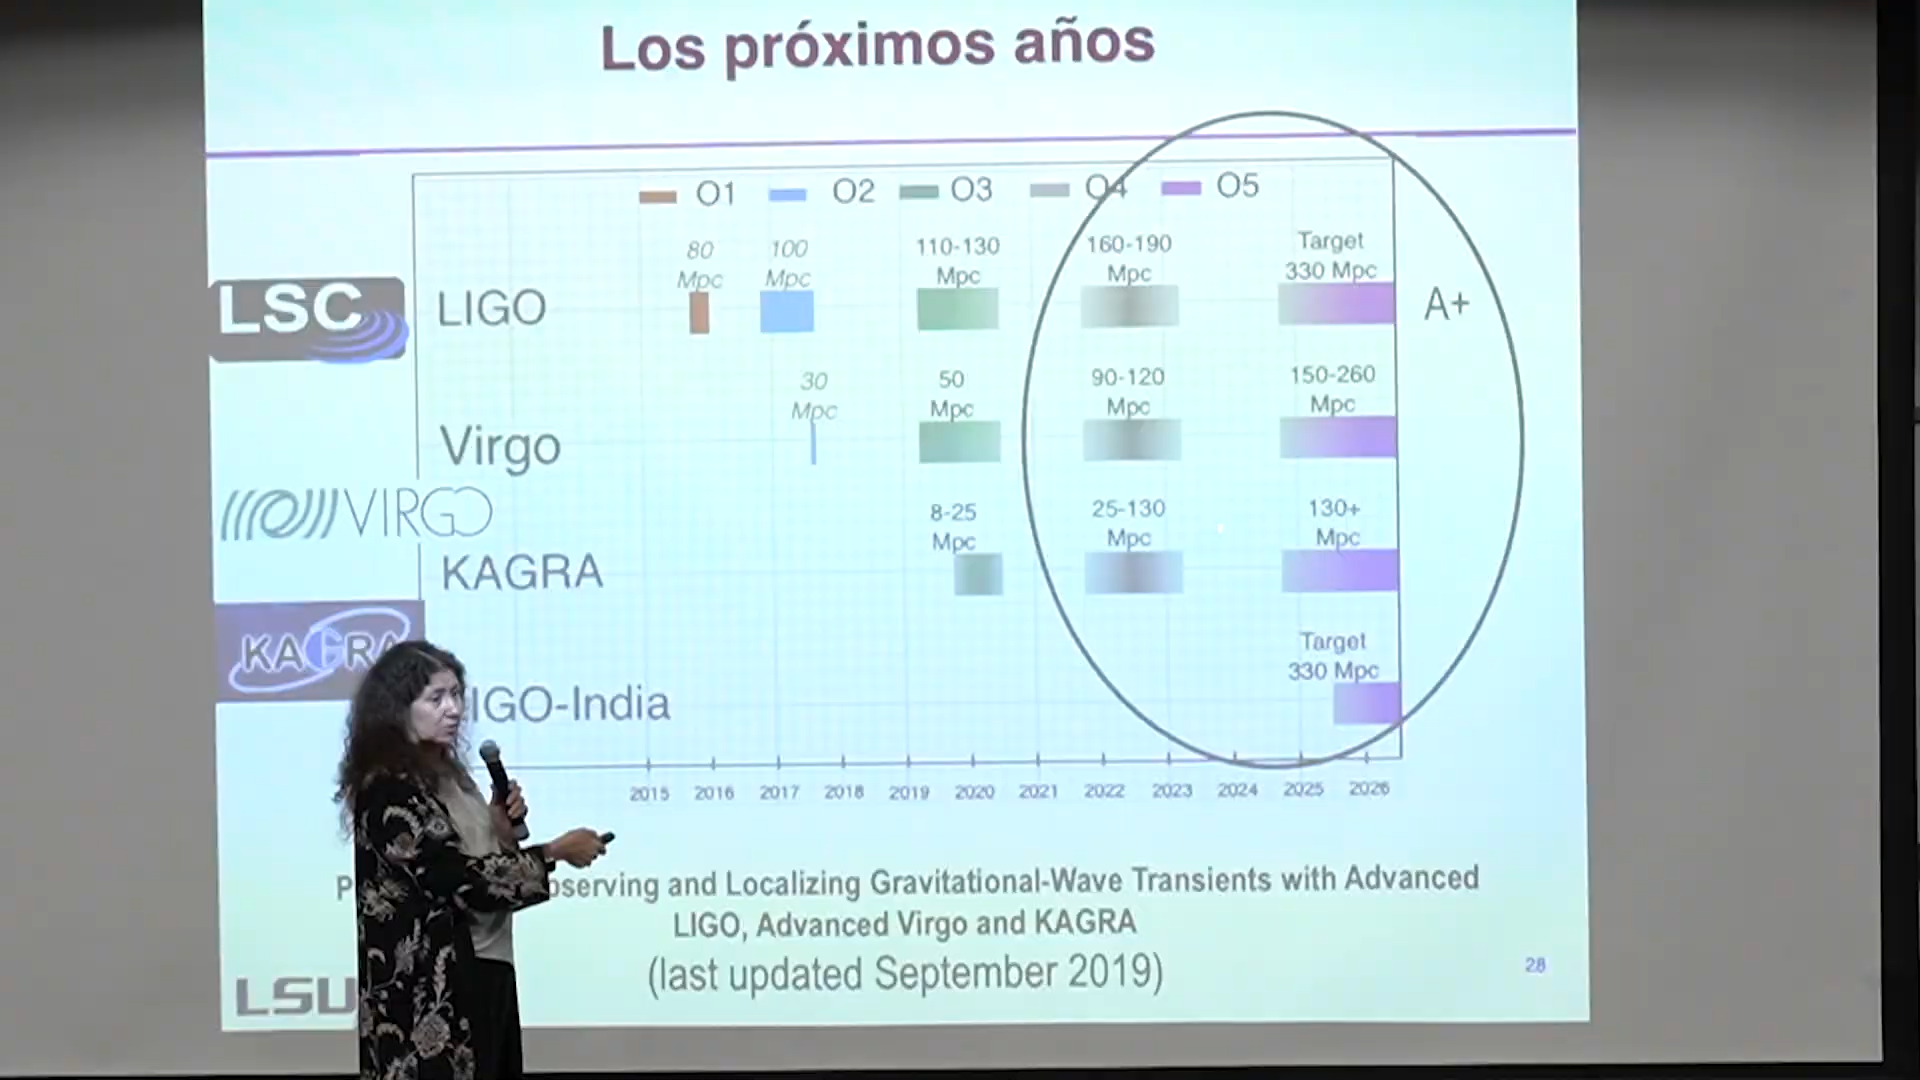 Los próximos años
O1 O2 O3 O4 O5
80 Mpc 100 Mpc 110-130 Mpc 160-190 Mpc Target 330 Mpc
LSC LIGO A+
30 Mpc 50 Mpc 90-120 Mpc 150-260 Mpc
Virgo
VIRGO
8-25 Mpc 25-130 Mpc 130+ Mpc
KAGRA
KAGRA
Target 330 Mpc
IGO-India
2015 2016 2017 2018 2019 2020 2021 2022 2023 2024 2025 2026
and Localizing Gravitational-Wave Transients with Advanced
LIGO, Advanced Virgo and KAGRA
(last updated September 2019)
28
LSU